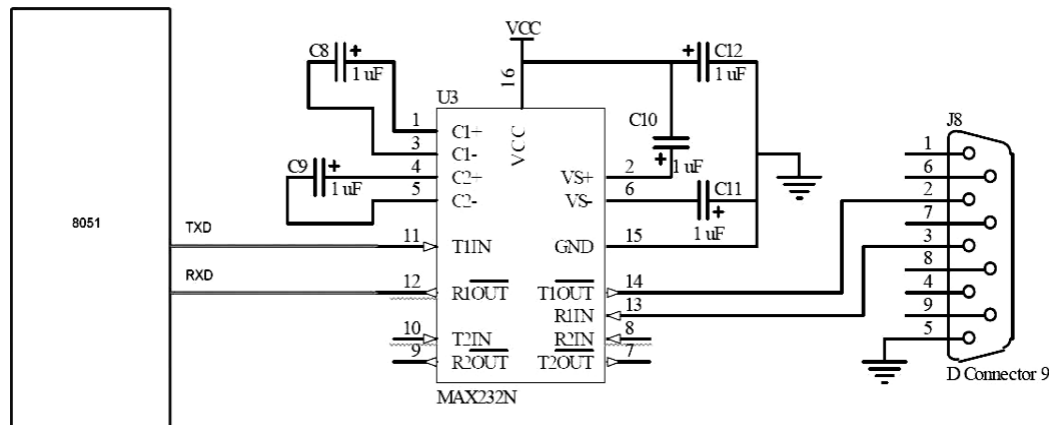 8051
TXD
RXD
C8
+
1 uF
C9
+
1 uF
U3
VCC
16
VCC
1
C1+
3
C1-
4
C2+
5
C2-
11
T1IN
12
R1OUT
10
T2IN
9
R2OUT
2
VS+
6
VS-
15
GND
14
T1OUT
13
R1IN
8
R2IN
7
T2OUT
MAX232N
+
C12
1 uF
C10
+
1 uF
C11
+
1 uF
J8
1
6
2
7
3
8
4
9
5
D Connector 9